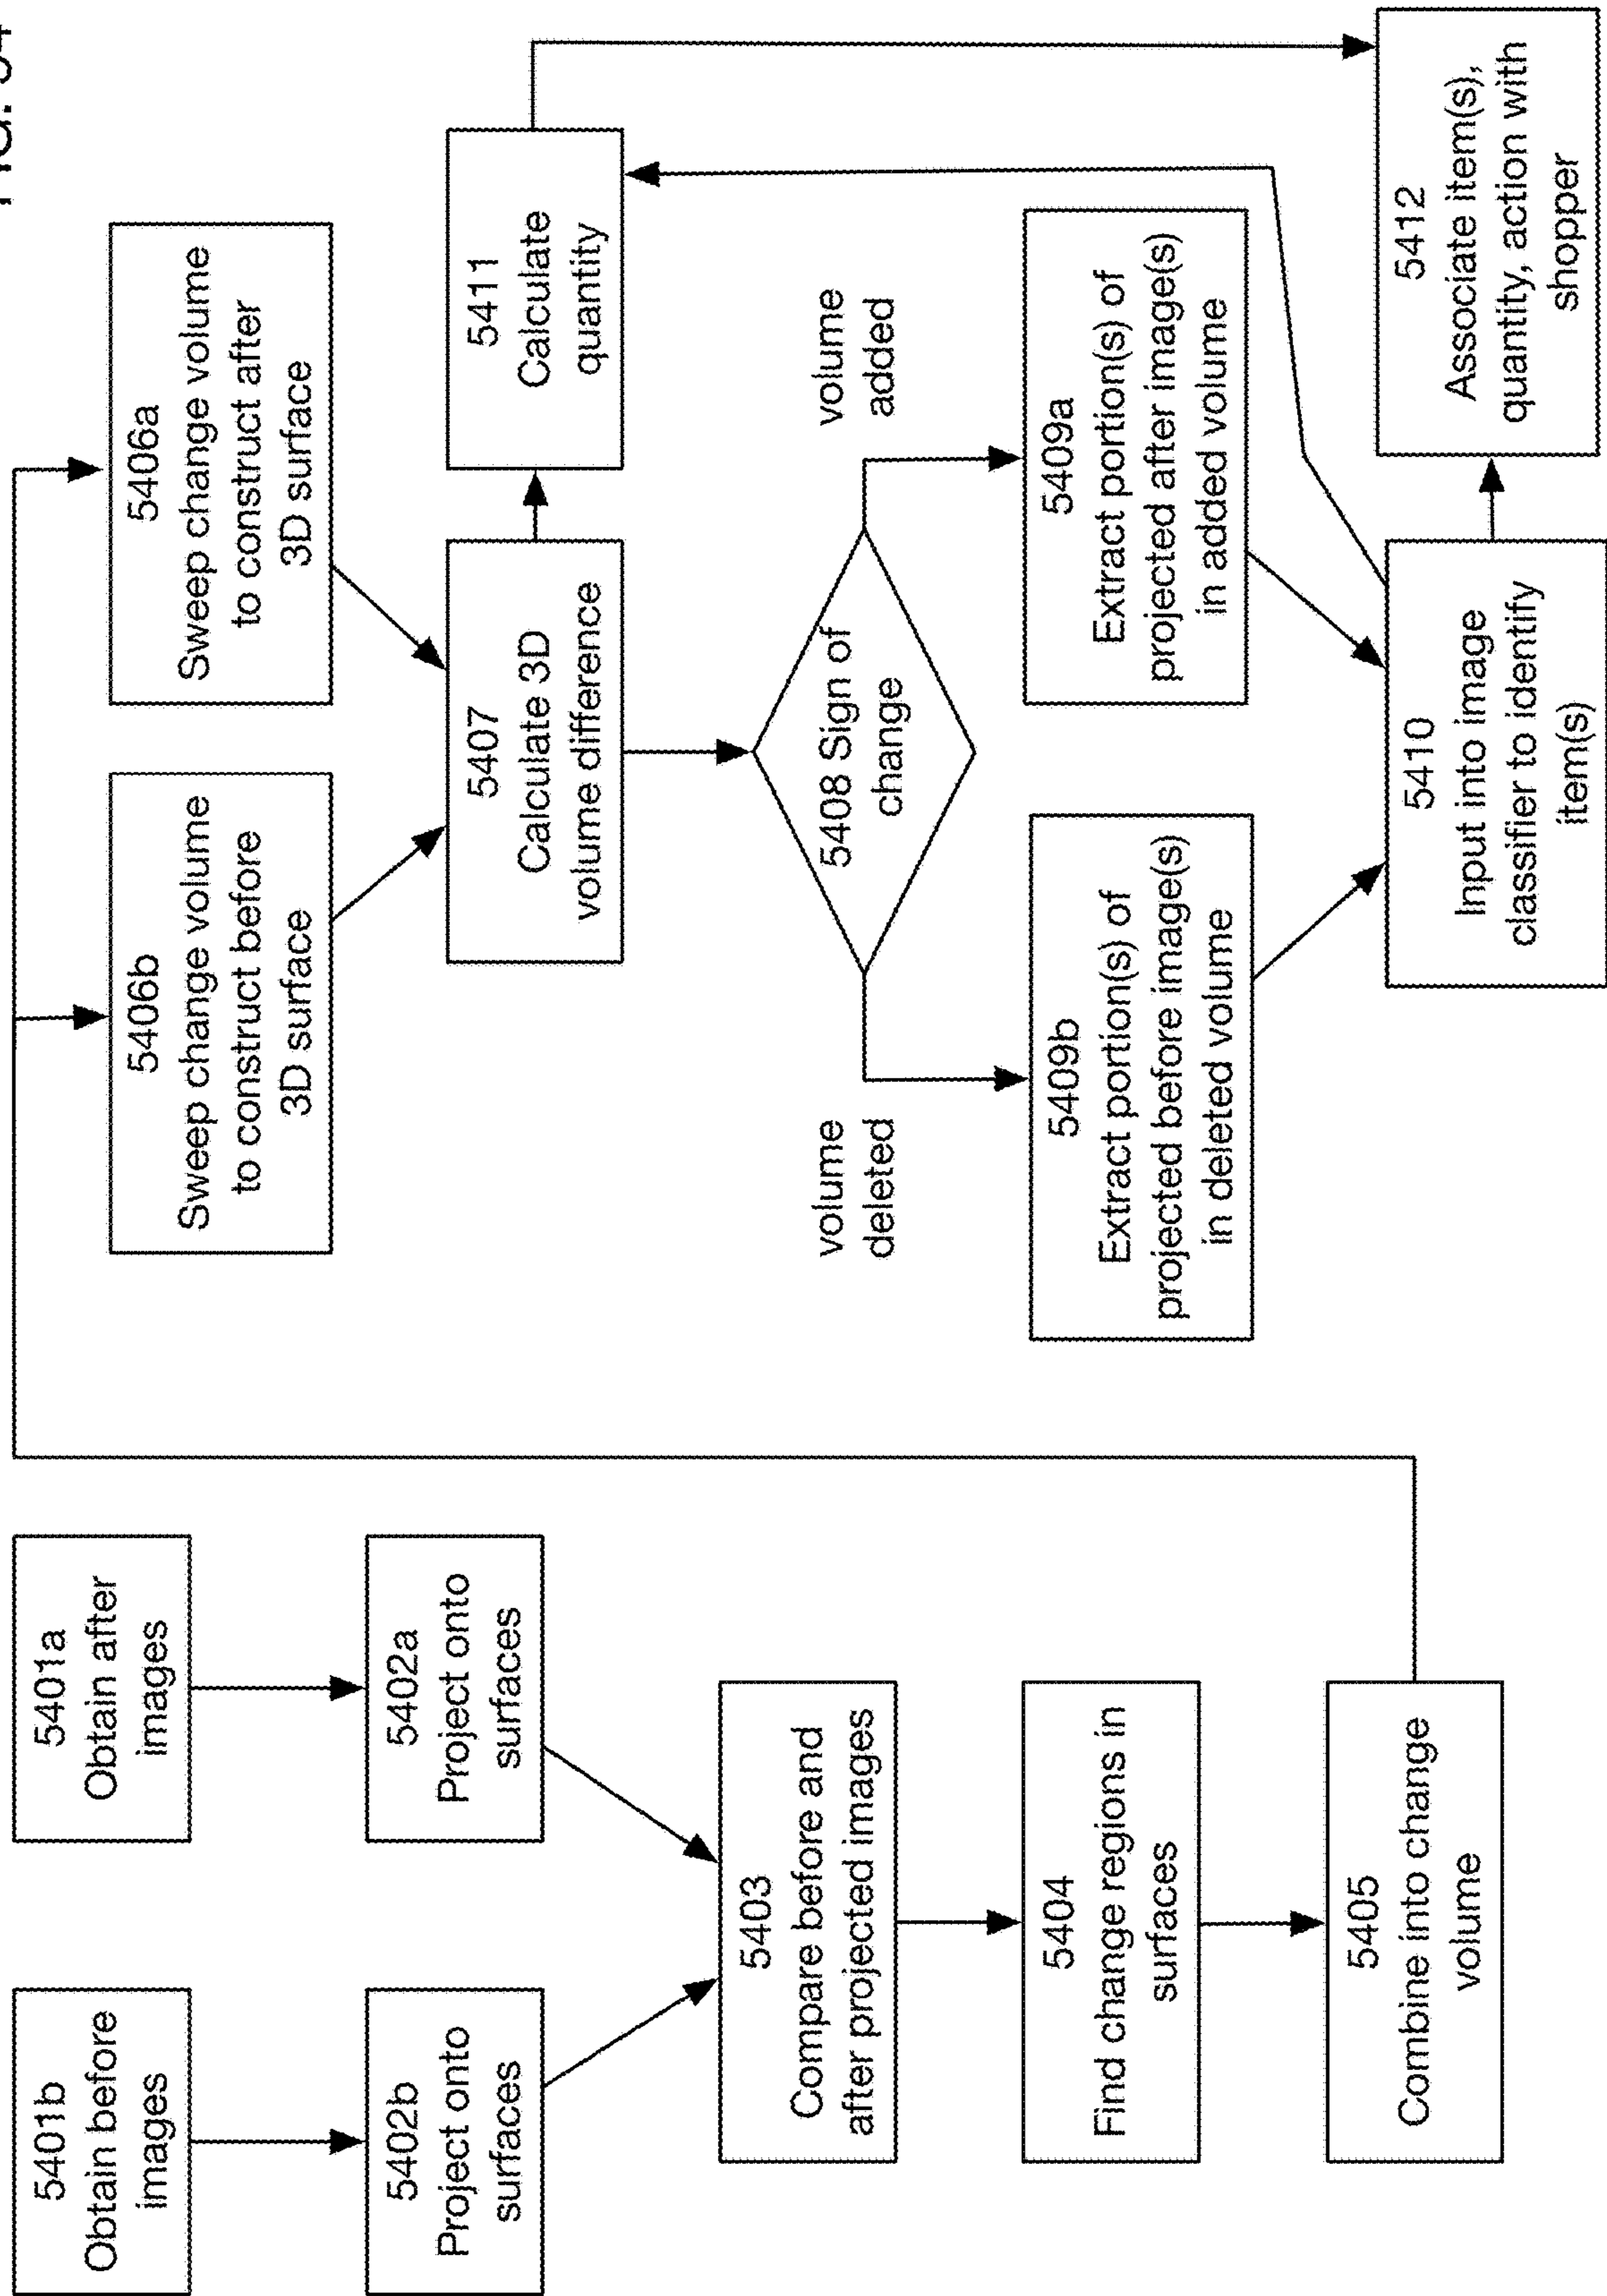 5401b
Obtain before
images
5401a
Obtain after
images
5402b
Project onto
surfaces
5402a
Project onto
surfaces
5403
Compare before and
after projected images
5404
Find change regions in
surfaces
5405
Combine into change
volume
5406b
Sweep change volume
to construct before
3D surface
5406a
Sweep change volume
to construct after
3D surface
5407
Calculate 3D
volume difference
5411
Calculate
quantity
5408 Sign of
change
volume
deleted
volume
added
5409b
Extract portion(s) of
projected before image(s)
in deleted volume
5409a
Extract portion(s) of
projected after image(s)
in added volume
5410
Input into image
classifier to identify
item(s)
5412
Associate item(s),
quantity, action with
shopper